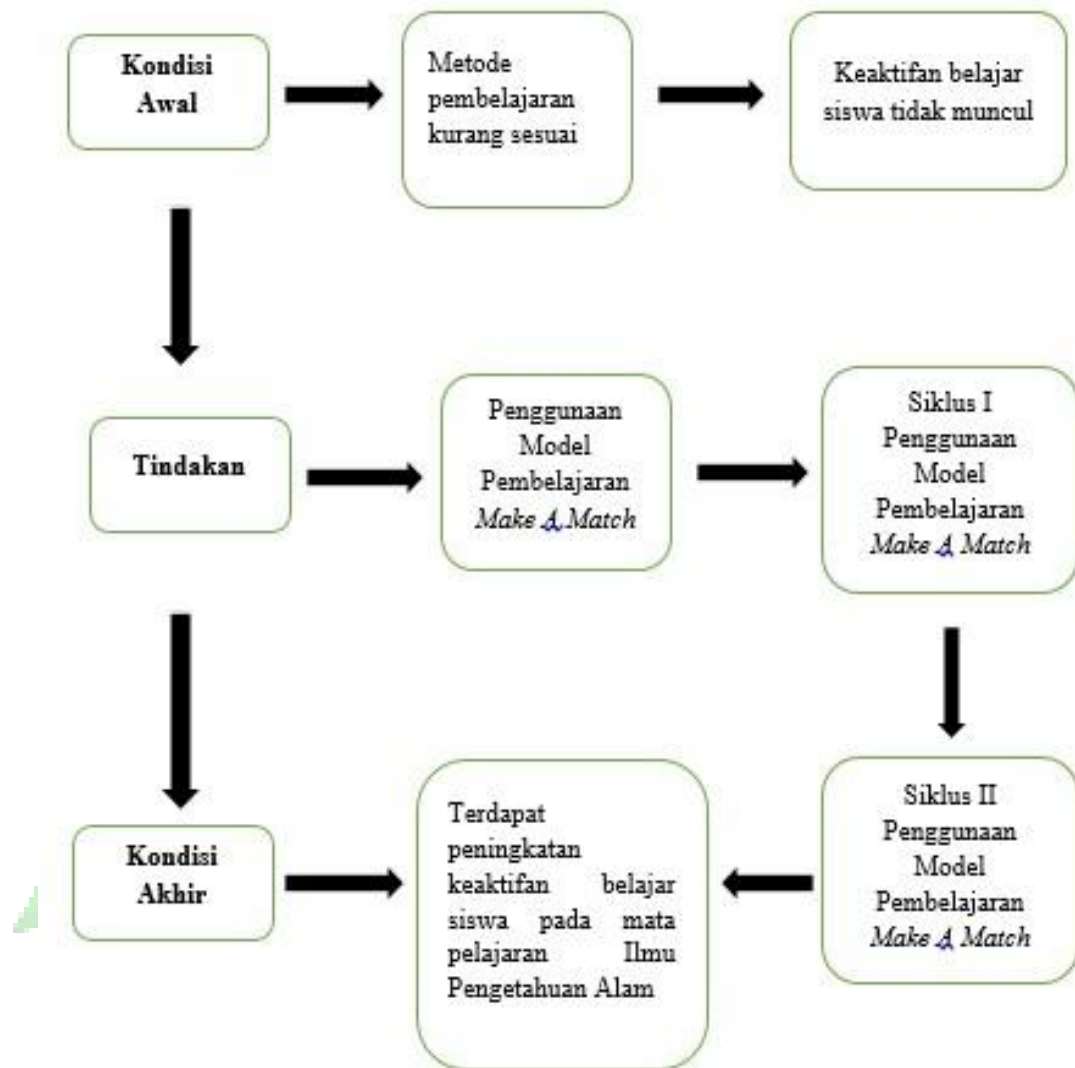 Kondisi
Awal
Metode
pembelajaran
kurang sesuai
Keaktifan belajar
siswa tidak muncul
Tindakan
Penggunaan
Model
Pembelajaran
Make A Match
Siklus I
Penggunaan
Model
Pembelajaran
Make A Match
Kondisi
Akhir
Terdapat
peningkatan
keaktifan belajar
siswa pada mata
pelajaran Ilmu
Pengetahuan Alam
Siklus II
Penggunaan
Model
Pembelajaran
Make A Match